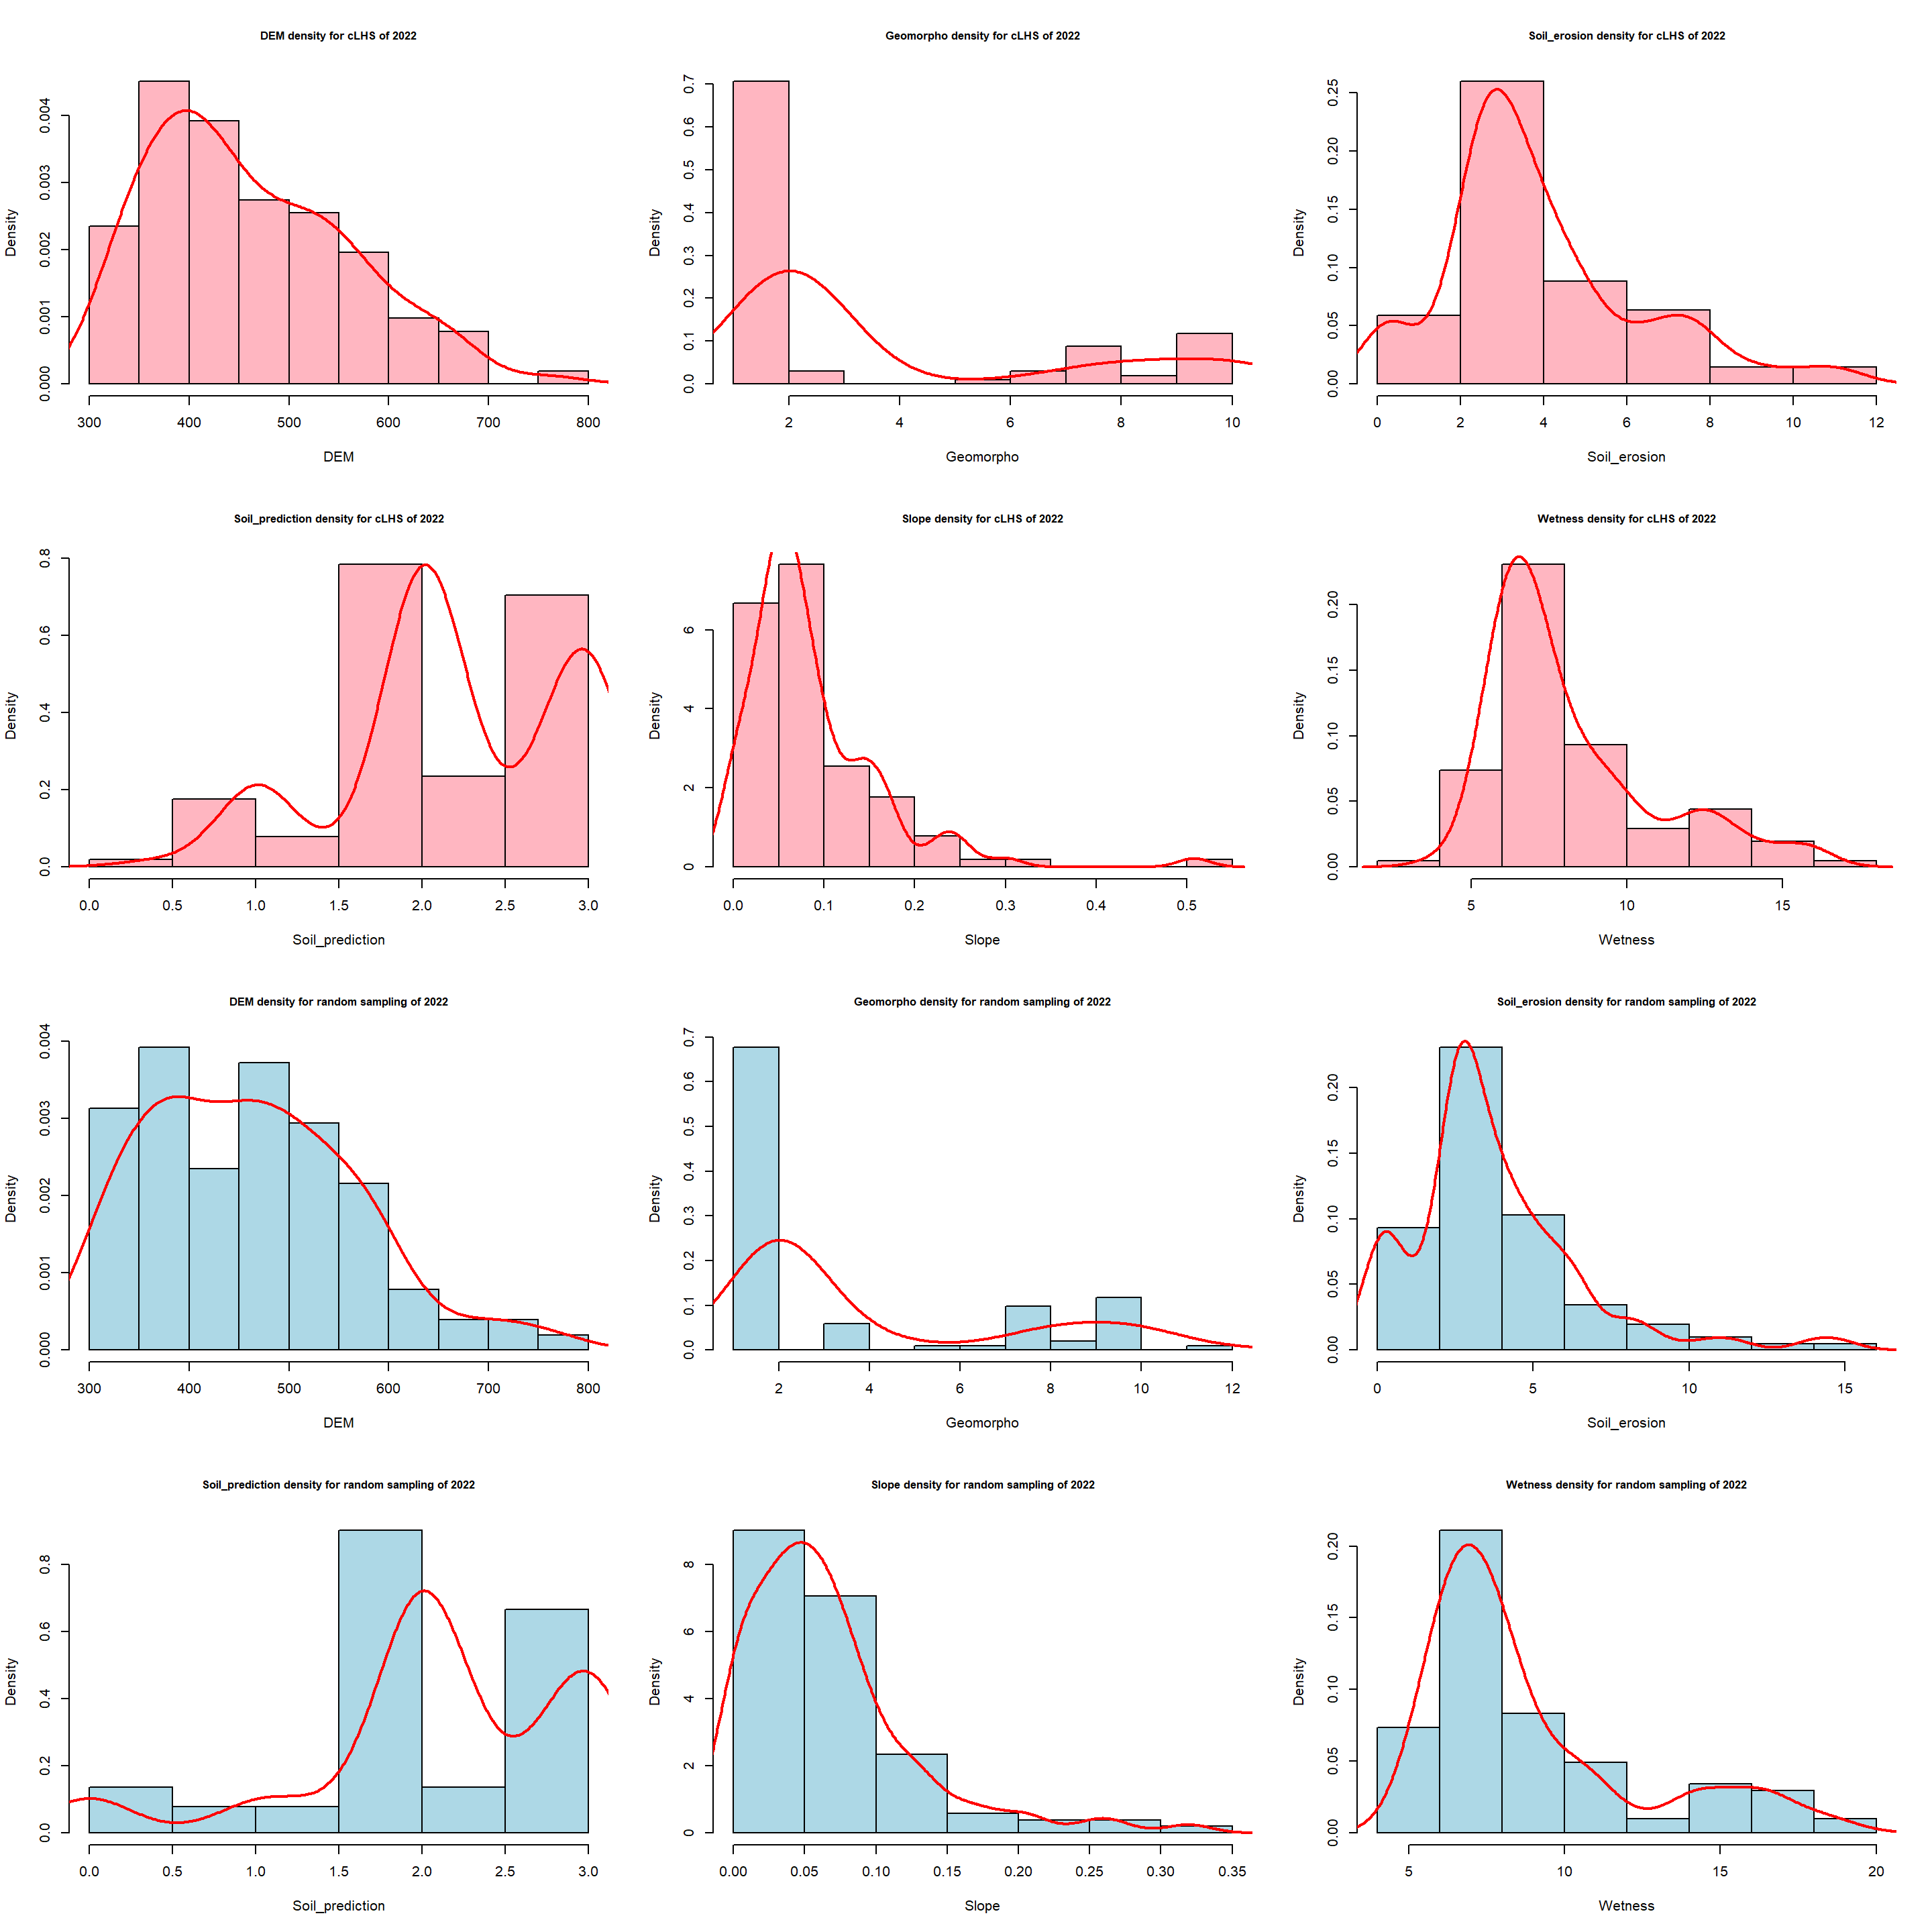 DEM density for cLHS of 2022
Density
0.000 0.001 0.002 0.003 0.004
300 400 500 600 700 800
DEM
Geomorpho density for cLHS of 2022
Density
0.0 0.1 0.2 0.3 0.4 0.5 0.6 0.7
2 4 6 8 10
Geomorpho
Soil_erosion density for cLHS of 2022
Density
0.00 0.05 0.10 0.15 0.20 0.25
0 2 4 6 8 10 12
Soil_erosion
Soil_prediction density for cLHS of 2022
Density
0.0 0.2 0.4 0.6 0.8
0.0 0.5 1.0 1.5 2.0 2.5 3.0
Soil_prediction
Slope density for cLHS of 2022
Density
0 2 4 6
0.0 0.1 0.2 0.3 0.4 0.5
Slope
Wetness density for cLHS of 2022
Density
0.00 0.05 0.10 0.15 0.20
5 10 15
Wetness
DEM density for random sampling of 2022
Density
0.000 0.001 0.002 0.003 0.004
300 400 500 600 700 800
DEM
Geomorpho density for random sampling of 2022
Density
0.0 0.1 0.2 0.3 0.4 0.5 0.6 0.7
2 4 6 8 10 12
Geomorpho
Soil_erosion density for random sampling of 2022
Density
0.00 0.05 0.10 0.15 0.20
0 5 10 15
Soil_erosion
Soil_prediction density for random sampling of 2022
Density
0.0 0.2 0.4 0.6 0.8
0.0 0.5 1.0 1.5 2.0 2.5 3.0
Soil_prediction
Slope density for random sampling of 2022
Density
0 2 4 6 8
0.00 0.05 0.10 0.15 0.20 0.25 0.30 0.35
Slope
Wetness density for random sampling of 2022
Density
0.00 0.05 0.10 0.15 0.20
5 10 15 20
Wetness